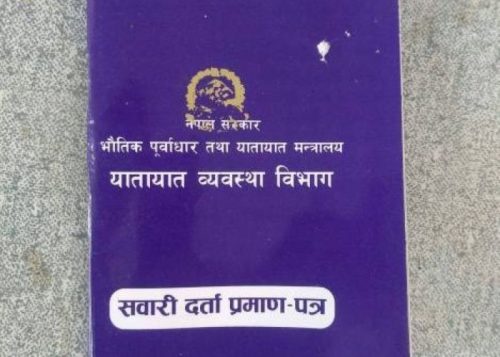 नेपाल सरकार
भौतिक पूर्वाधार तथा यातायात मन्त्रालय
यातायात व्यवस्था विभाग
सवारी दर्ता प्रमाण-पत्र